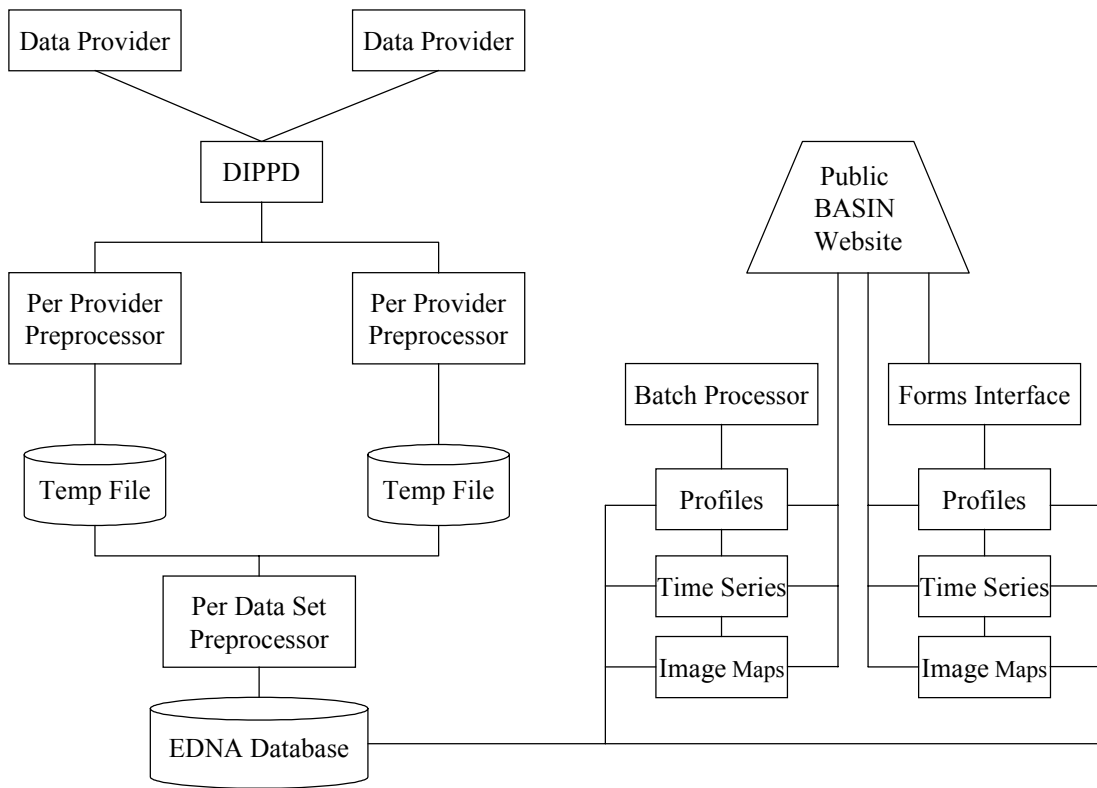 Data Provider
Data Provider
DIPPD
Public
BASIN
Website
Per Provider
Preprocessor
Per Provider
Preprocessor
Batch Processor
Forms Interface
Temp File
Temp File
Profiles
Profiles
Time Series
Time Series
Per Data Set
Preprocessor
Image Maps
Image Maps
EDNA Database